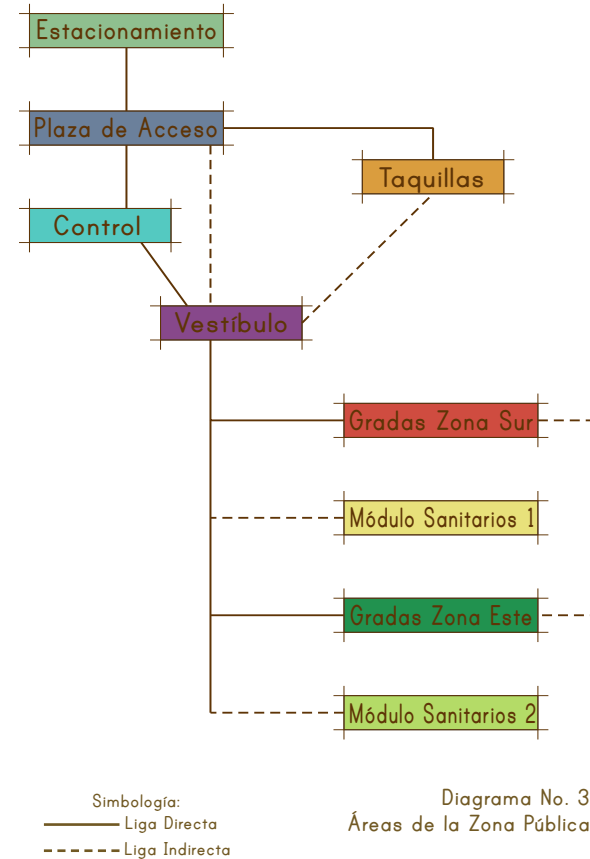 Estacionamiento
Plaza de Acceso
Taquillas
Control
Vestíbulo
Gradas Zona Sur
Módulo Sanitarios 1
Gradas Zona Este
Módulo Sanitarios 2
Simbología:
Liga Directa
Liga Indirecta
Diagrama No. 3
Áreas de la Zona Pública